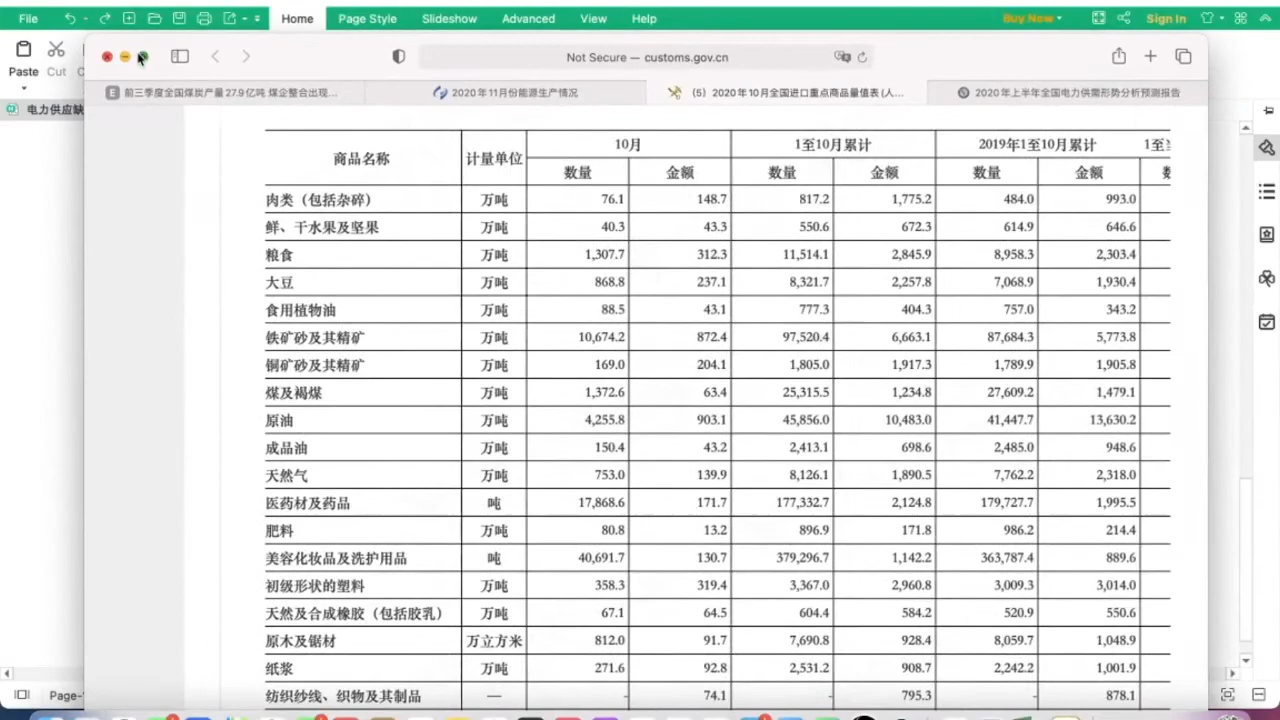 File Home Page Style Slideshow Advanced View Help Buy Now Sign In
Paste Cut
Not Secure — customs.gov.cn
前三季度全国煤炭产量27.9亿吨 煤企整合出现... 2020年11月份能源生产情况 （5）2020年10月全国进口重点商品量值表(人... 2020年上半年全国电力供需形势分析预测报告
电力供应缺
商品名称 计量单位 10月 1至10月累计 2019年1至10月累计
数量 金额 数量 金额 数量 金额
肉类（包括杂碎） 万吨 76.1 148.7 817.2 1,775.2 484.0 993.0
鲜、干水果及坚果 万吨 40.3 43.3 550.6 672.3 614.9 646.6
粮食 万吨 1,307.7 312.3 11,514.1 2,845.9 8,958.3 2,303.4
大豆 万吨 868.8 237.1 8,321.7 2,257.8 7,068.9 1,930.4
食用植物油 万吨 88.5 43.1 777.3 404.3 757.0 343.2
铁矿砂及其精矿 万吨 10,674.2 872.4 97,520.4 6,663.1 87,684.3 5,773.8
铜矿砂及其精矿 万吨 169.0 204.1 1,805.0 1,917.3 1,789.9 1,905.8
煤及褐煤 万吨 1,372.6 63.4 25,315.5 1,234.8 27,609.2 1,479.1
原油 万吨 4,255.8 903.1 45,856.0 10,483.0 41,447.7 13,630.2
成品油 万吨 150.4 43.2 2,413.1 698.6 2,485.0 948.6
天然气 万吨 753.0 139.9 8,126.1 1,890.5 7,762.2 2,318.0
医药材及药品 吨 17,868.6 171.7 177,332.7 2,124.8 179,727.7 1,995.5
肥料 万吨 80.8 13.2 896.9 171.8 986.2 214.4
美容化妆品及洗护用品 吨 40,691.7 130.7 379,296.7 1,142.2 363,787.4 889.6
初级形状的塑料 万吨 358.3 319.4 3,367.0 2,960.8 3,009.3 3,014.0
天然及合成橡胶（包括胶乳） 万吨 67.1 64.5 604.4 584.2 520.9 550.6
原木及锯材 万立方米 812.0 91.7 7,690.8 928.4 8,059.7 1,048.9
纸浆 万吨 271.6 92.8 2,531.2 908.7 2,242.2 1,001.9
纺织纱线、织物及其制品 — - 74.1 - 795.3 - 878.1
Page-